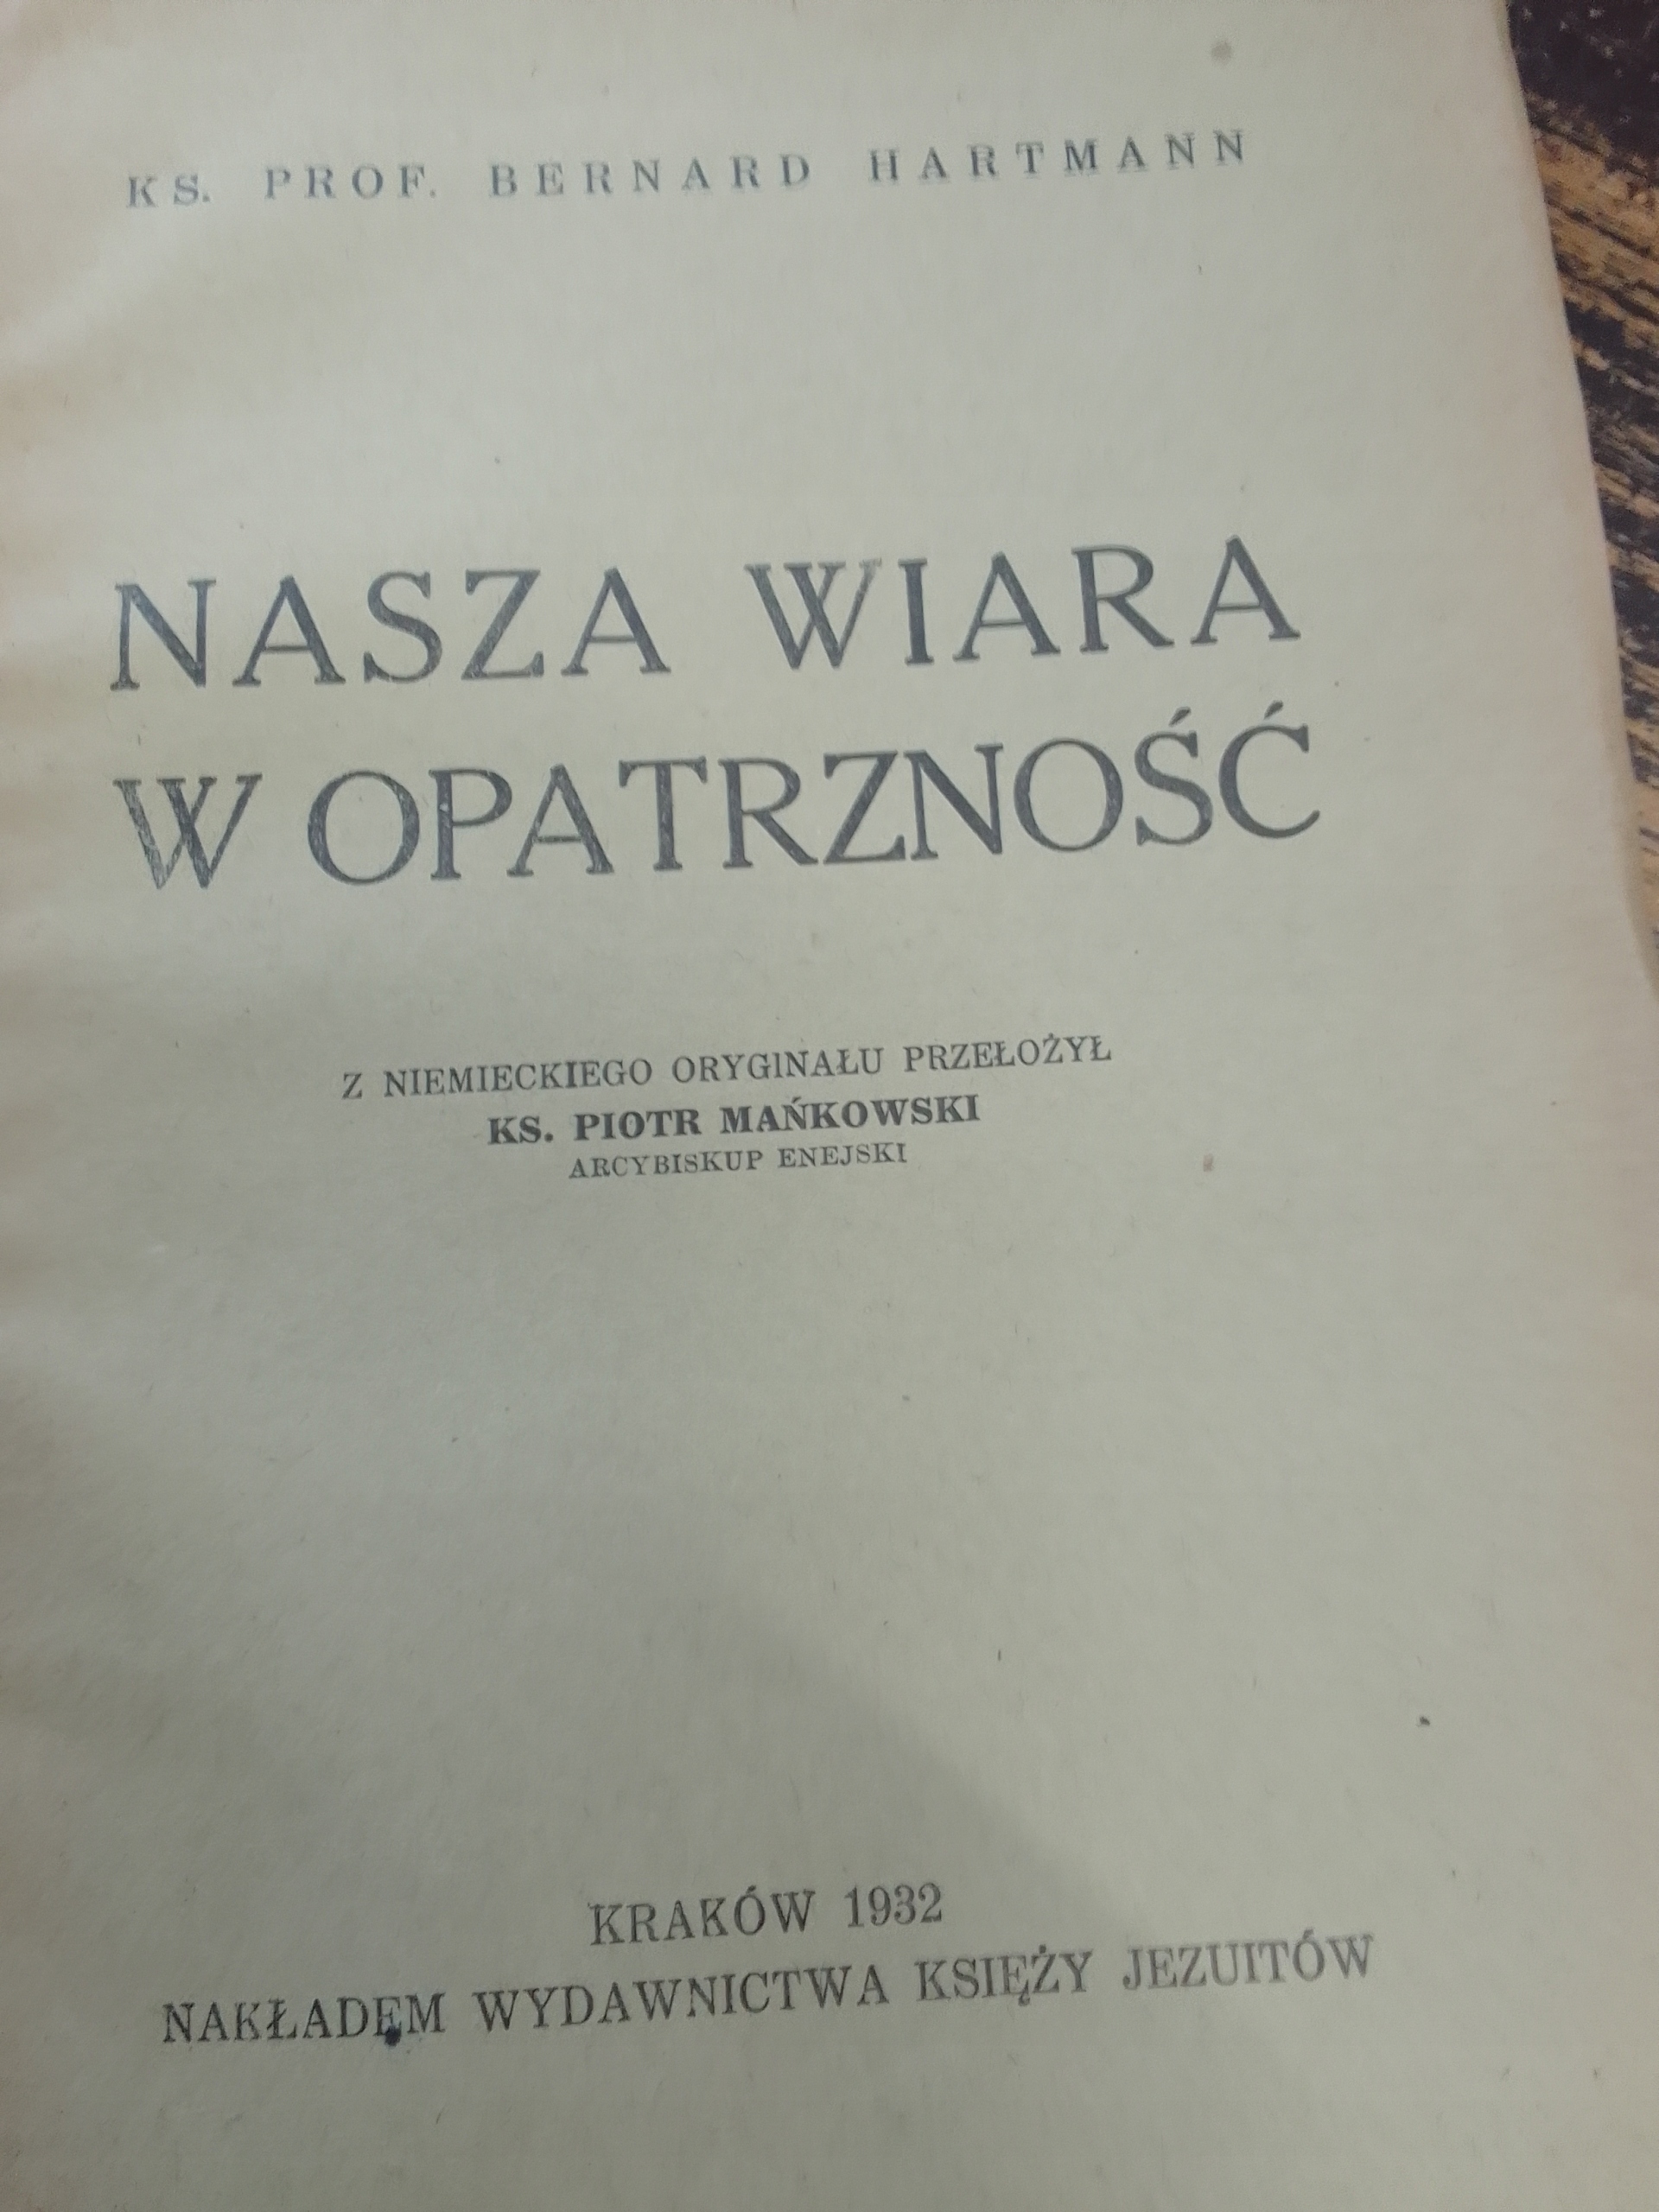 KS. PROF. BERNARD HARTMANN
NASZA WIARA
W OPATRZNOŚĆ
Z NIEMIECKIEGO ORYGINAŁU PRZEŁOŻYŁ
KS. PIOTR MAŃKOWSKI
ARCYBISKUP ENEJSKI
KRAKÓW 1932
NAKŁADEM WYDAWNICTWA KSIĘŻY JEZUITÓW